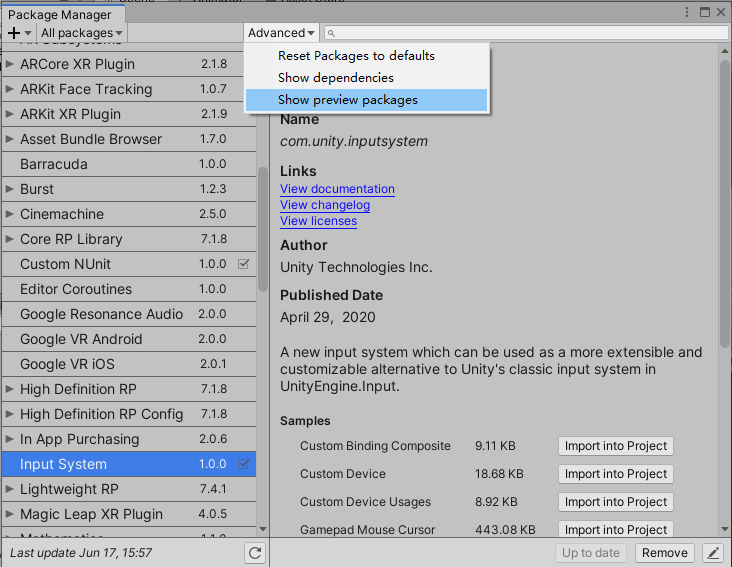 Package Manager
All packages
Advanced
Reset Packages to defaults
Show dependencies
Show preview packages
ARCore XR Plugin 2.1.8
ARKit Face Tracking 1.0.7
ARKit XR Plugin 2.1.9
Asset Bundle Browser 1.7.0
Barracuda 1.0.0
Burst 1.2.3
Cinemachine 2.5.0
Core RP Library 7.1.8
Custom NUnit 1.0.0
Editor Coroutines 1.0.0
Google Resonance Audio 2.0.0
Google VR Android 2.0.0
Google VR iOS 2.0.1
High Definition RP 7.1.8
High Definition RP Config 7.1.8
In App Purchasing 2.0.6
Input System 1.0.0
Lightweight RP 7.4.1
Magic Leap XR Plugin 4.0.5
Last update Jun 17, 15:57
Name
com.unity.inputsystem
Links
View documentation
View changelog
View licenses
Author
Unity Technologies Inc.
Published Date
April 29, 2020
A new input system which can be used as a more extensible and
customizable alternative to Unity's classic input system in
UnityEngine.Input.
Samples
Custom Binding Composite 9.11 KB Import into Project
Custom Device 18.68 KB Import into Project
Custom Device Usages 8.92 KB Import into Project
Gamepad Mouse Cursor 443.08 KB Import into Project
Up to date Remove